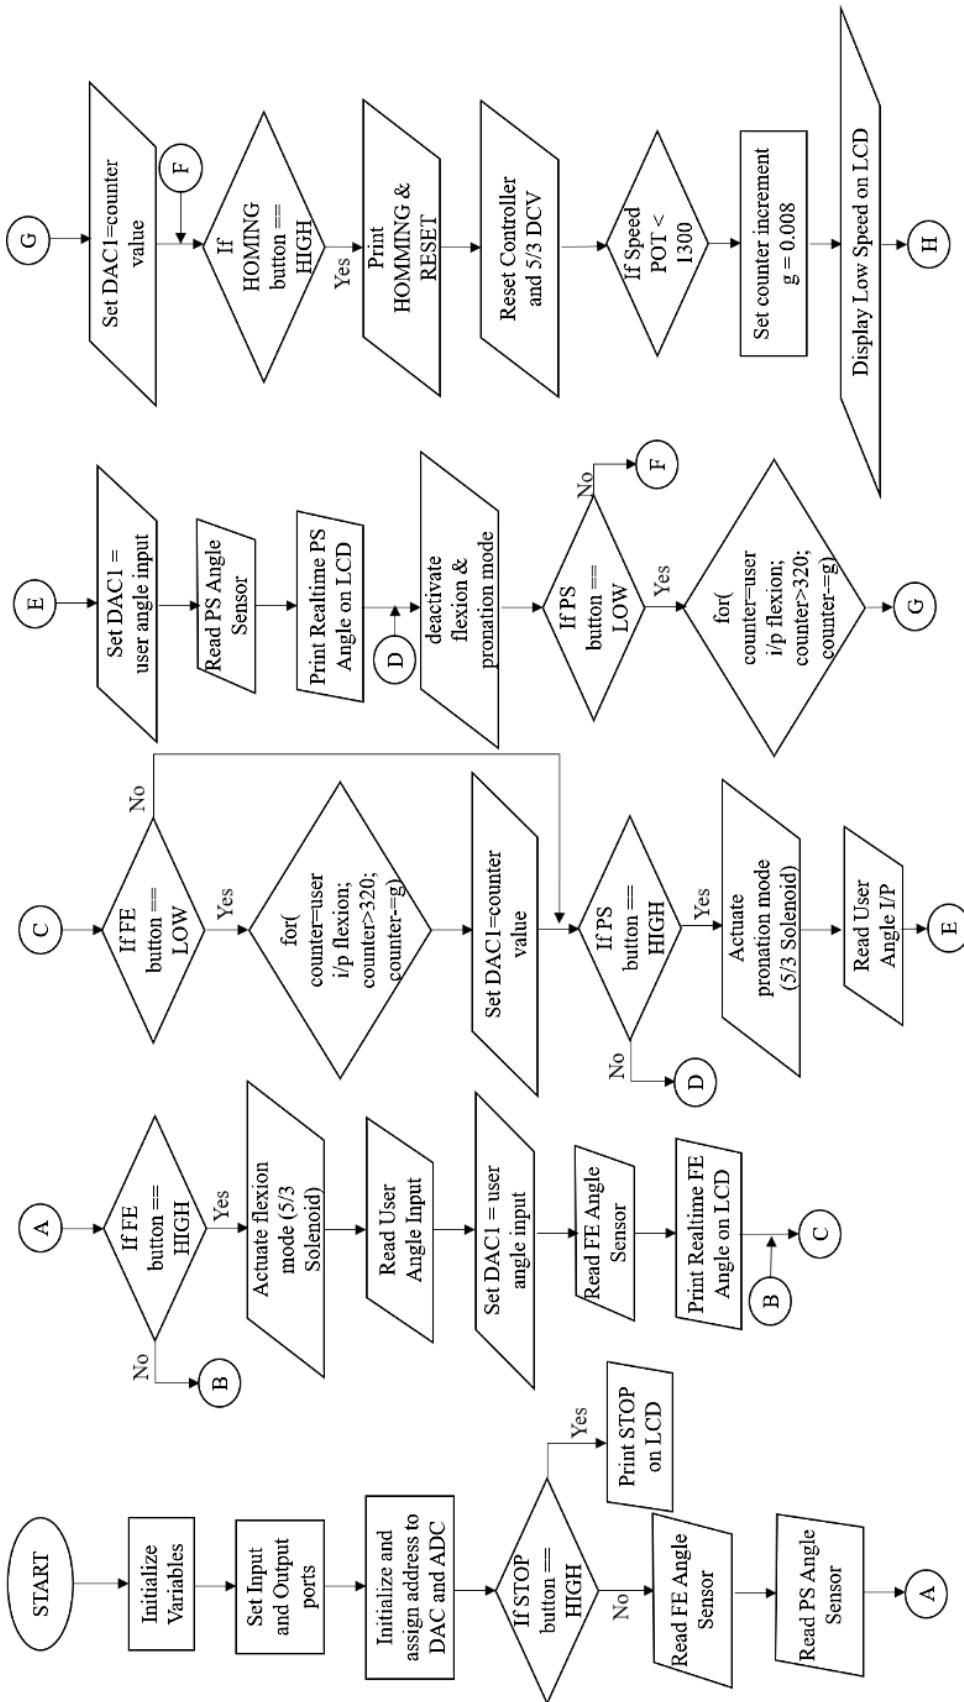 START
Initialize
Variables
Set Input
and Output
ports
Initialize and
assign address to
DAC and ADC
If STOP
button ==
HIGH
Yes
Print STOP
on LCD
No
Read FE Angle
Sensor
Read PS Angle
Sensor
A
A
If FE
button ==
HIGH
No
B
Yes
Actuate flexion
mode (5/3
Solenoid)
Read User
Angle Input
Set DAC1 = user
angle input
Read FE Angle
Sensor
Print Realtime FE
Angle on LCD
B
C
C
If FE
button ==
LOW
No
Yes
for(
counter=user
i/p flexion;
counter>320;
counter-=g)
Set DAC1=counter
value
If PS
button ==
HIGH
No
D
Yes
Actuate
pronation mode
(5/3 Solenoid)
Read User
Angle I/P
E
E
Set DAC1 =
user angle input
Read PS Angle
Sensor
Print Realtime PS
Angle on LCD
D
deactivate
flexion &
pronation mode
If PS
button ==
LOW
No
F
Yes
for(
counter=user
i/p flexion;
counter>320;
counter-=g)
G
G
Set DAC1=counter
value
F
If
HOMING
button ==
HIGH
Yes
Print
HOMMING &
RESET
Reset Controller
and 5/3 DCV
If Speed
POT <
1300
Set counter increment
g = 0.008
Display Low Speed on LCD
H